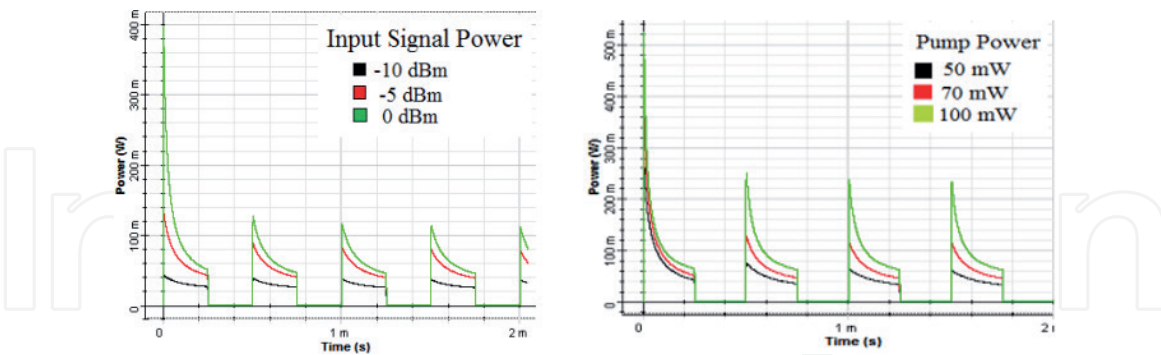 400 m
300 m
200 m
100 m
0
Power (W)
Input Signal Power
-10 dBm
-5 dBm
0 dBm
0
1 m
2 m
Time (s)
500 m
400 m
300 m
200 m
100 m
0
Power (W)
Pump Power
50 mW
70 mW
100 mW
0
1 m
2 m
Time (s)
In
n